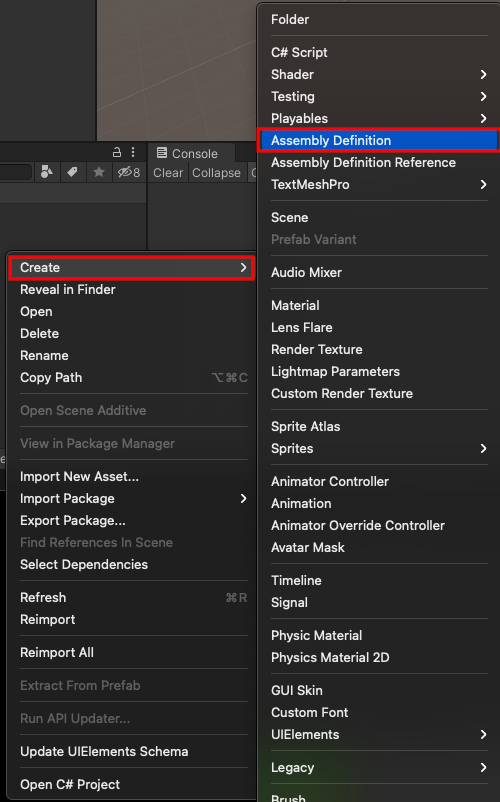 Console
8
Clear
Collapse
Create
Reveal in Finder
Open
Delete
Rename
Copy Path ⌥⌘C
Open Scene Additive
View in Package Manager
Import New Asset...
Import Package
Export Package...
Find References In Scene
Select Dependencies
Refresh ⌘R
Reimport
Reimport All
Extract From Prefab
Run API Updater...
Update UIElements Schema
Open C# Project
Folder
C# Script
Shader
Testing
Playables
Assembly Definition
Assembly Definition Reference
TextMeshPro
Scene
Prefab Variant
Audio Mixer
Material
Lens Flare
Render Texture
Lightmap Parameters
Custom Render Texture
Sprite Atlas
Sprites
Animator Controller
Animation
Animator Override Controller
Avatar Mask
Timeline
Signal
Physic Material
Physics Material 2D
GUI Skin
Custom Font
UIElements
Legacy
Brush